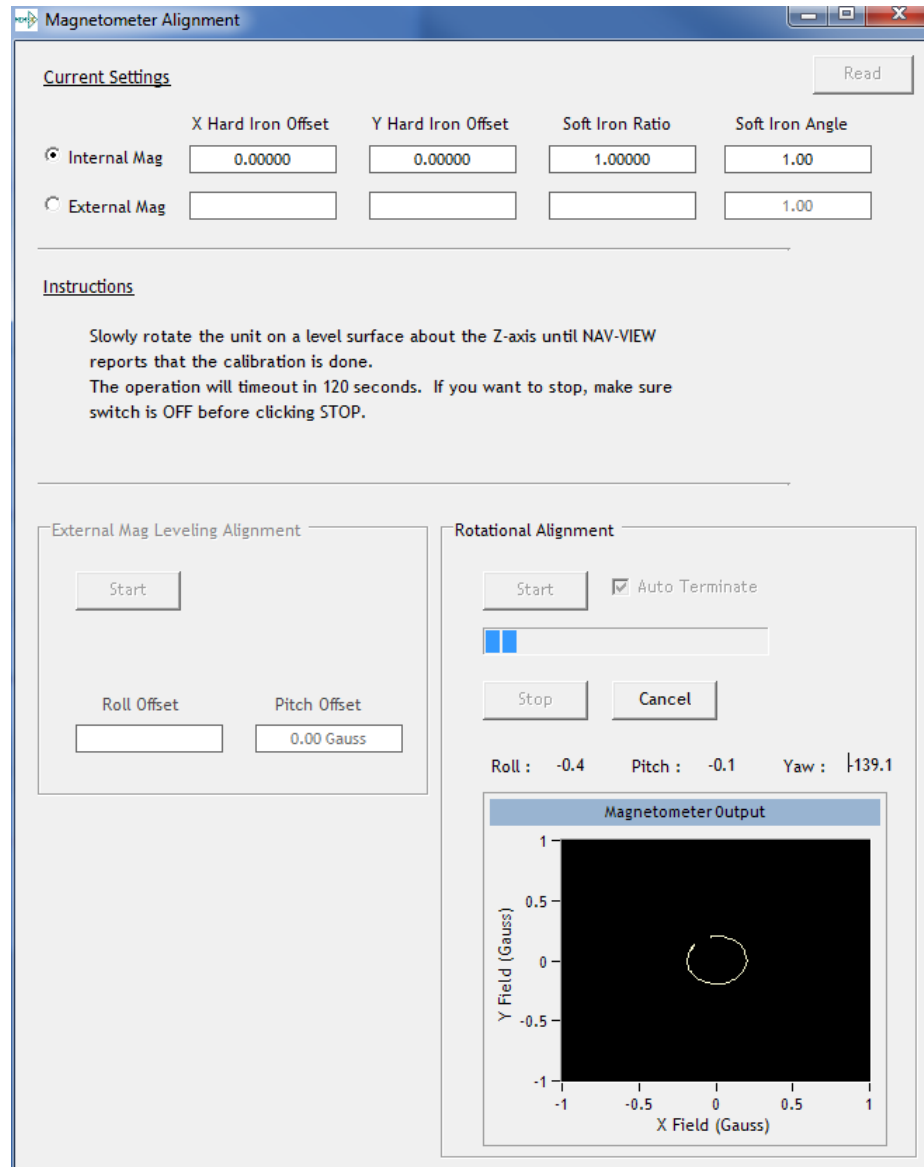 Magnetometer Alignment
Current Settings
Read
X Hard Iron Offset Y Hard Iron Offset Soft Iron Ratio Soft Iron Angle
Internal Mag 0.00000 0.00000 1.00000 1.00
External Mag 1.00
Instructions
Slowly rotate the unit on a level surface about the Z-axis until NAV-VIEW
reports that the calibration is done.
The operation will timeout in 120 seconds. If you want to stop, make sure
switch is OFF before clicking STOP.
External Mag Leveling Alignment
Start
Roll Offset Pitch Offset
0.00 Gauss
Rotational Alignment
Start Auto Terminate
Stop Cancel
Roll : -0.4 Pitch : -0.1 Yaw : -139.1
Magnetometer Output
1
0.5
0
-0.5
-1
Y Field (Gauss)
-1 -0.5 0 0.5 1
X Field (Gauss)